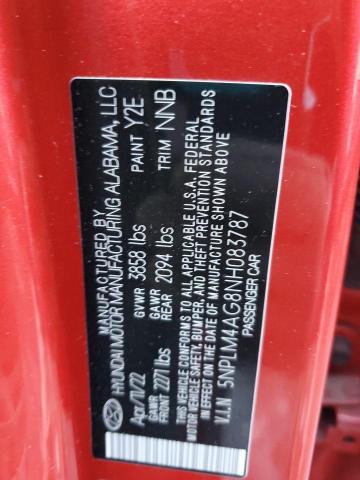 MANUFACTURED BY
HYUNDAI MOTOR MANUFACTURING ALABAMA, LLC
Apr/11/22 GVWR 3858 lbs PAINT Y2E
GAWR FRONT 2271 lbs GAWR REAR 2094 lbs TRIM NNB
THIS VEHICLE CONFORMS TO ALL APPLICABLE U.S.A. FEDERAL
MOTOR VEHICLE SAFETY, BUMPER, AND THEFT PREVENTION STANDARDS
IN EFFECT ON THE DATE OF MANUFACTURE SHOWN ABOVE
V.I.N 5NPLM4AG8NH083787
PASSENGER CAR